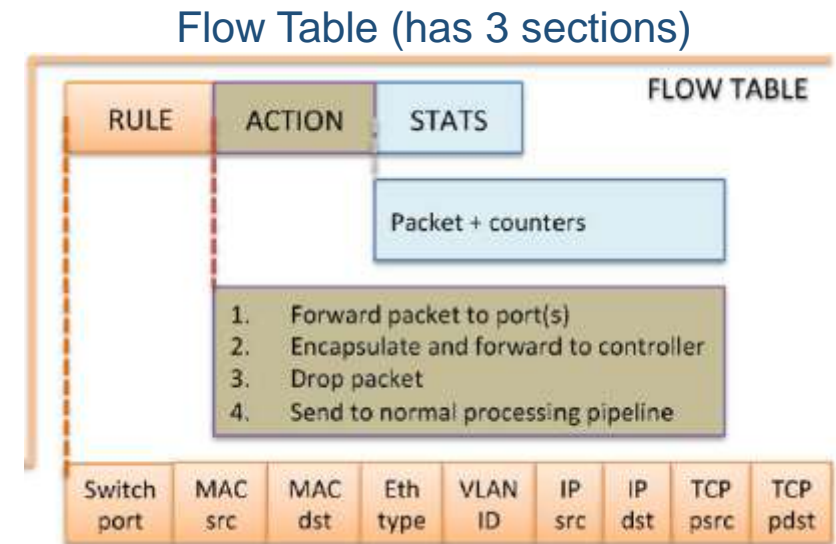 Flow Table (has 3 sections)
FLOW TABLE
RULE ACTION STATS
Packet + counters
1. Forward packet to port(s)
2. Encapsulate and forward to controller
3. Drop packet
4. Send to normal processing pipeline
Switch port
MAC src
MAC dst
Eth type
VLAN ID
IP src
IP dst
TCP psrc
TCP pdst